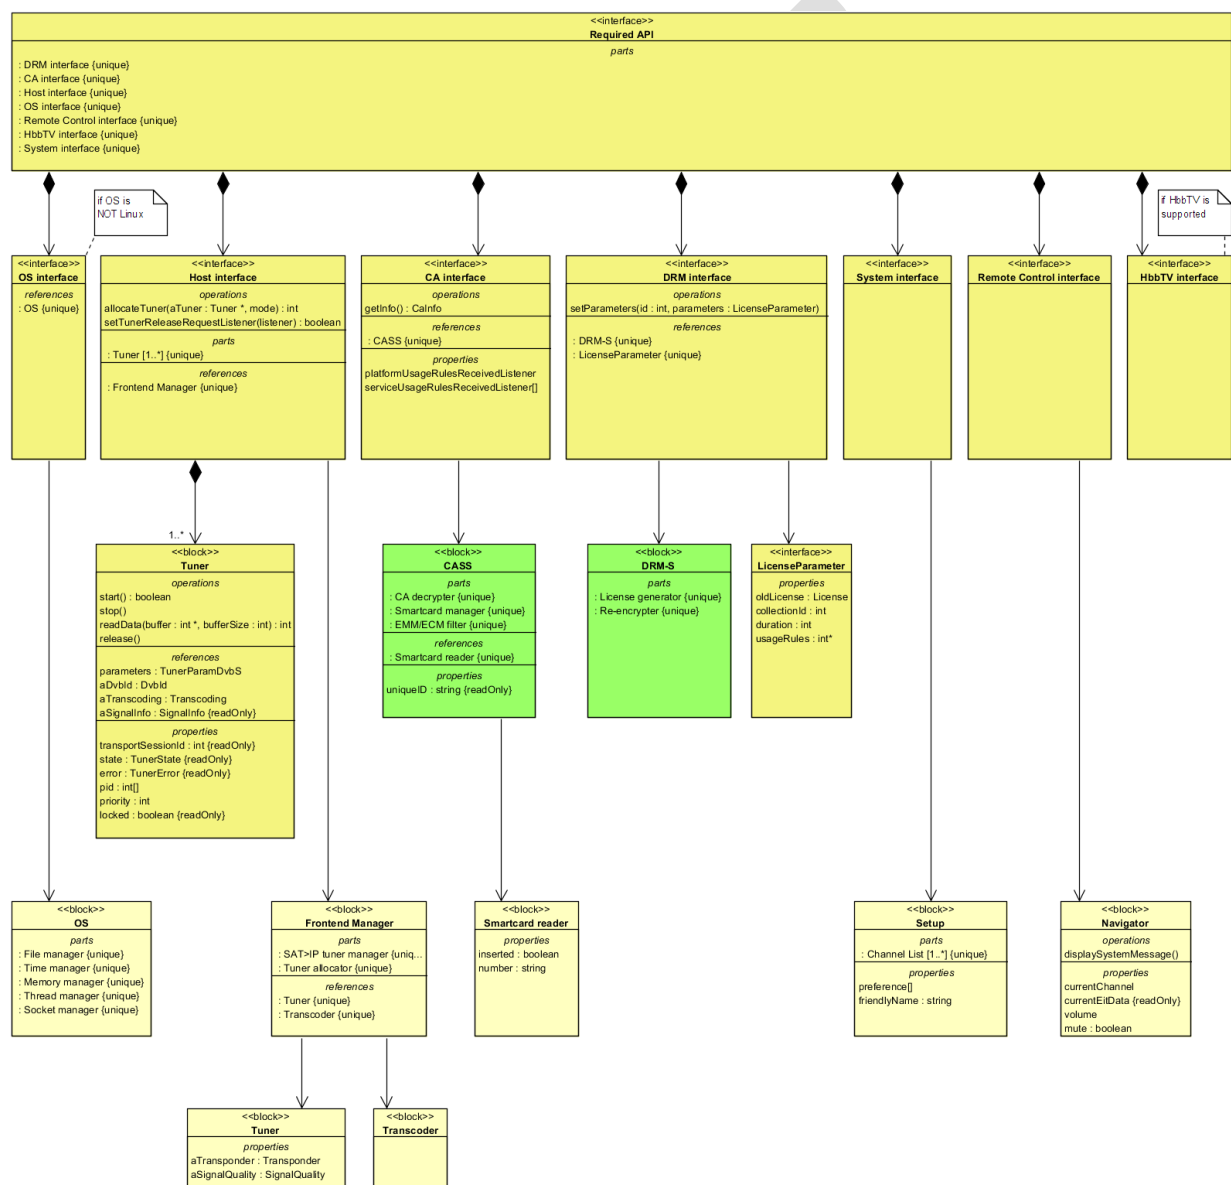 <<interface>>
Required API
parts
: DRM interface {unique}
: CA interface {unique}
: Host interface {unique}
: OS interface {unique}
: Remote Control interface {unique}
: HbbTV interface {unique}
: System interface {unique}
if OS is
NOT Linux
if HbbTV is
supported
<<interface>>
OS interface
references
: OS {unique}
<<interface>>
Host interface
operations
allocateTuner(aTuner : Tuner *, mode) : int
setTunerReleaseRequestListener(listener) : boolean
parts
: Tuner [1..*] {unique}
references
: Frontend Manager {unique}
<<interface>>
CA interface
operations
getInfo() : CaInfo
references
: CASS {unique}
properties
platformUsageRulesReceivedListener
serviceUsageRulesReceivedListener[]
<<interface>>
DRM interface
operations
setParameters(id : int, parameters : LicenseParameter)
references
: DRM-S {unique}
: LicenseParameter {unique}
<<interface>>
System interface
<<interface>>
Remote Control interface
<<interface>>
HbbTV interface
1..*
<<block>>
Tuner
operations
start() : boolean
stop()
readData(buffer : int *, bufferSize : int) : int
release()
references
parameters : TunerParamDvbS
aDvbId : DvbId
aTranscoding : Transcoding
aSignalInfo : SignalInfo {readOnly}
properties
transportSessionId : int {readOnly}
state : TunerState {readOnly}
error : TunerError {readOnly}
pid : int[]
priority : int
locked : boolean {readOnly}
<<block>>
CASS
parts
: CA decrypter {unique}
: Smartcard manager {unique}
: EMM/ECM filter {unique}
references
: Smartcard reader {unique}
properties
uniqueID : string {readOnly}
<<block>>
DRM-S
parts
: License generator {unique}
: Re-encrypter {unique}
<<interface>>
LicenseParameter
properties
oldLicense : License
collectionId : int
duration : int
usageRules : int*
<<block>>
OS
parts
: File manager {unique}
: Time manager {unique}
: Memory manager {unique}
: Thread manager {unique}
: Socket manager {unique}
<<block>>
Frontend Manager
parts
: SAT>IP tuner manager {uniq...
: Tuner allocator {unique}
references
: Tuner {unique}
: Transcoder {unique}
<<block>>
Smartcard reader
properties
inserted : boolean
number : string
<<block>>
Setup
parts
: Channel List [1..*] {unique}
properties
preference[]
friendlyName : string
<<block>>
Navigator
operations
displaySystemMessage()
properties
currentChannel
currentEitData {readOnly}
volume
mute : boolean
<<block>>
Tuner
properties
aTransponder : Transponder
aSignalQuality : SignalQuality
<<block>>
Transcoder